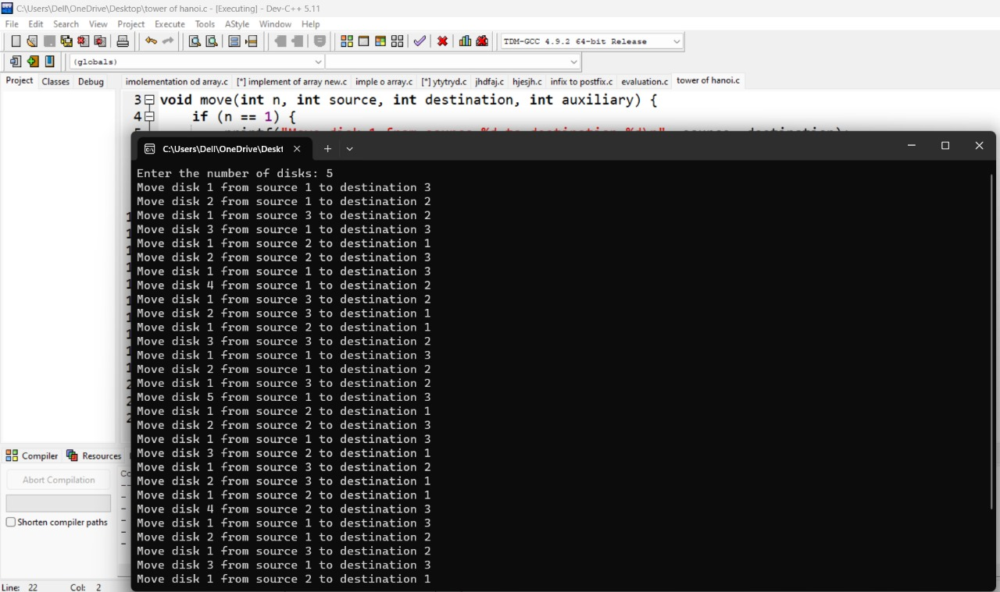 C:\Users\Dell\OneDrive\Desktop\tower of hanoi.c - [Executing] - Dev-C++ 5.11
File Edit Search View Project Execute Tools AStyle Window Help
TDM-GCC 4.9.2 64-bit Release
(globals)
Project Classes Debug imolementation od array.c [*] implement of array new.c imple o array.c [*] ytytryd.c jhdfaj.c hjesjh.c infix to postfix.c evaluation.c tower of hanoi.c
3 void move(int n, int source, int destination, int auxiliary) {
4 if (n == 1) {
printf("Move disk 1 from source %d to destination %d\n", source, destination);
C:\Users\Dell\OneDrive\Deskt
Enter the number of disks: 5
Move disk 1 from source 1 to destination 3
Move disk 2 from source 1 to destination 2
Move disk 1 from source 3 to destination 2
Move disk 3 from source 1 to destination 3
Move disk 1 from source 2 to destination 1
Move disk 2 from source 2 to destination 3
Move disk 1 from source 1 to destination 3
Move disk 4 from source 1 to destination 2
Move disk 1 from source 3 to destination 2
Move disk 2 from source 3 to destination 1
Move disk 1 from source 2 to destination 1
Move disk 3 from source 3 to destination 2
Move disk 1 from source 1 to destination 3
Move disk 2 from source 1 to destination 2
Move disk 1 from source 3 to destination 2
Move disk 5 from source 1 to destination 3
Move disk 1 from source 2 to destination 1
Move disk 2 from source 2 to destination 3
Move disk 1 from source 1 to destination 3
Move disk 3 from source 2 to destination 1
Move disk 1 from source 3 to destination 2
Move disk 2 from source 3 to destination 1
Move disk 1 from source 2 to destination 1
Move disk 4 from source 2 to destination 3
Move disk 1 from source 1 to destination 3
Move disk 2 from source 1 to destination 2
Move disk 1 from source 3 to destination 2
Move disk 3 from source 1 to destination 3
Move disk 1 from source 2 to destination 1
Compiler Resources
Abort Compilation
Shorten compiler paths
Line: 22 Col: 2